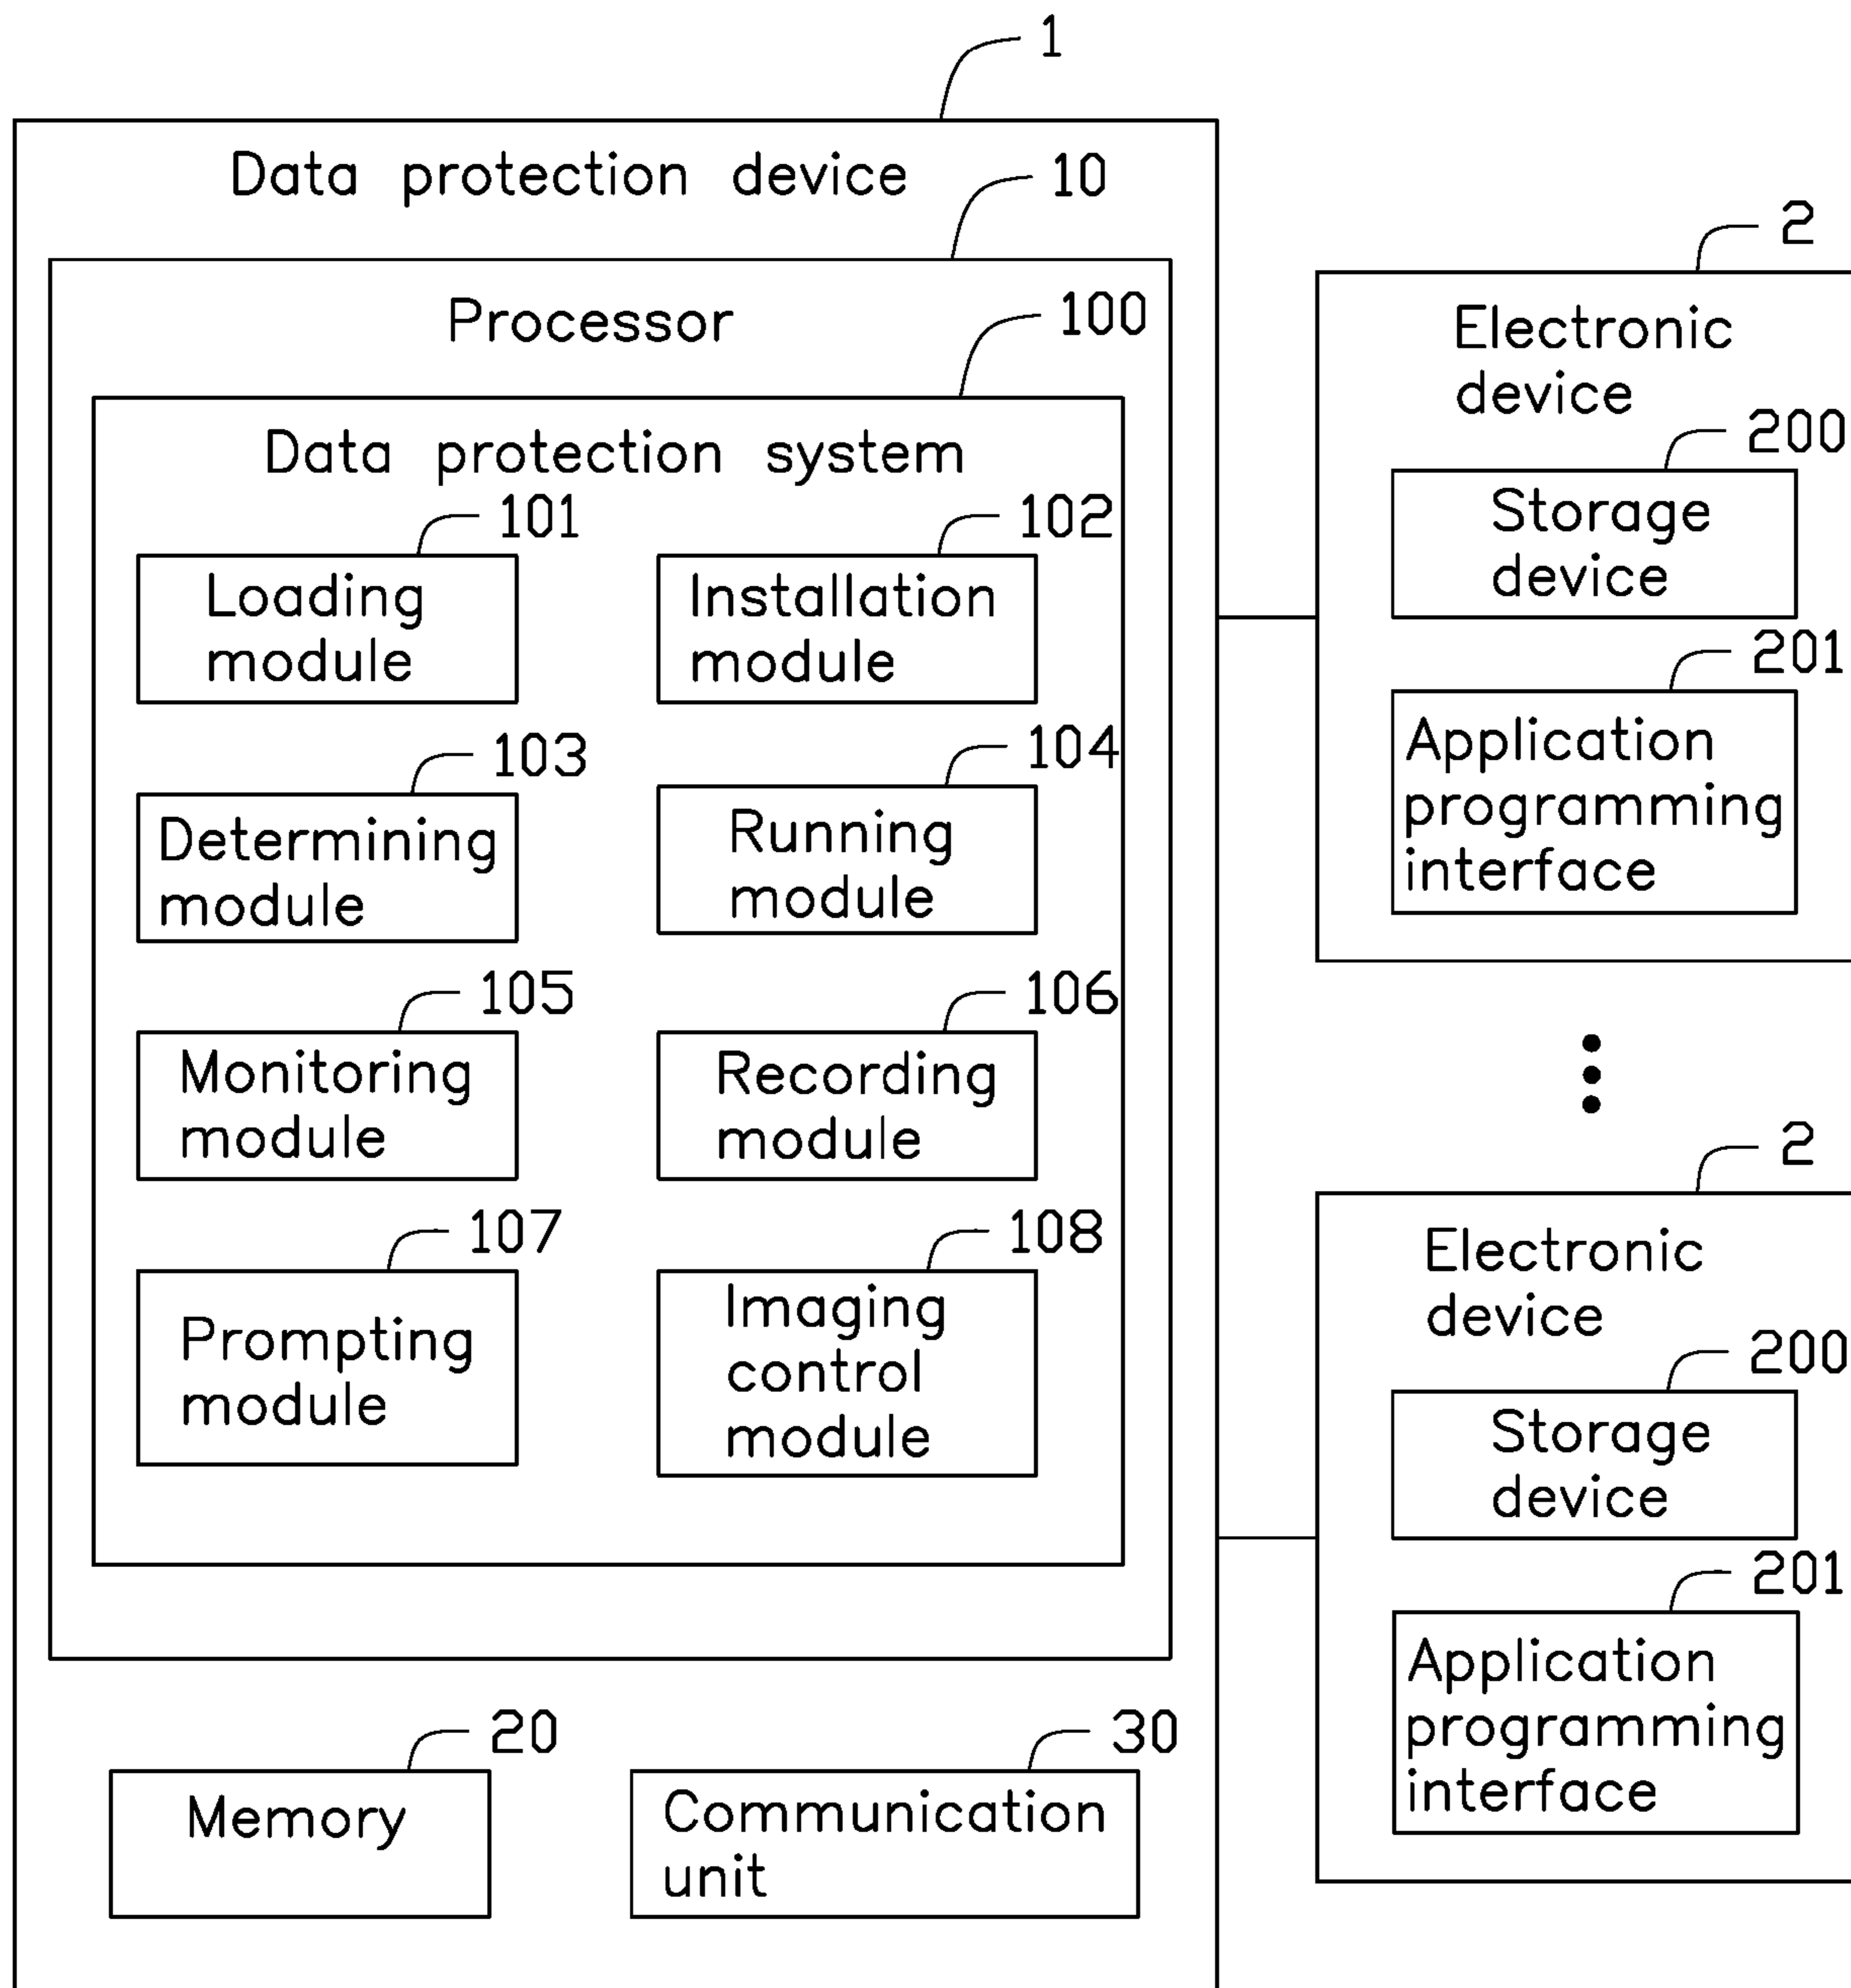 1
Data protection device
10
Processor
100
Data protection system
101
Loading
module
102
Installation
module
103
Determining
module
104
Running
module
105
Monitoring
module
106
Recording
module
107
Prompting
module
108
Imaging
control
module
20
Memory
30
Communication
unit
2
Electronic
device
200
Storage
device
201
Application
programming
interface
2
Electronic
device
200
Storage
device
201
Application
programming
interface